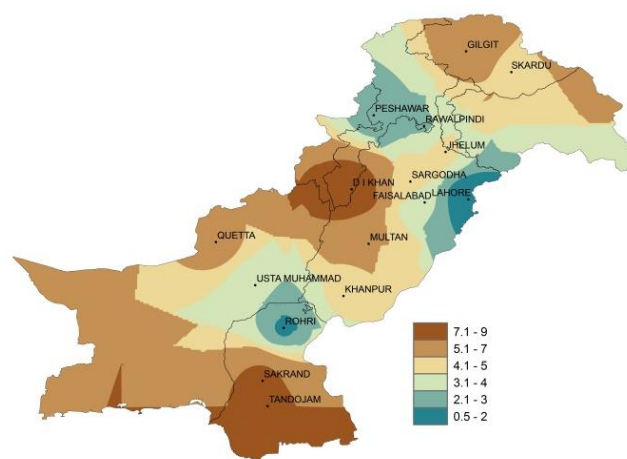 GILGIT
SKARDU
PESHAWAR
RAWALPINDI
JHELUM
SARGODHA
D I KHAN
FAISALABAD
LAHORE
QUETTA
MULTAN
USTA MUHAMMAD
KHANPUR
ROHRI
SAKRAND
TANDOJAM
7.1 - 9
5.1 - 7
4.1 - 5
3.1 - 4
2.1 - 3
0.5 - 2